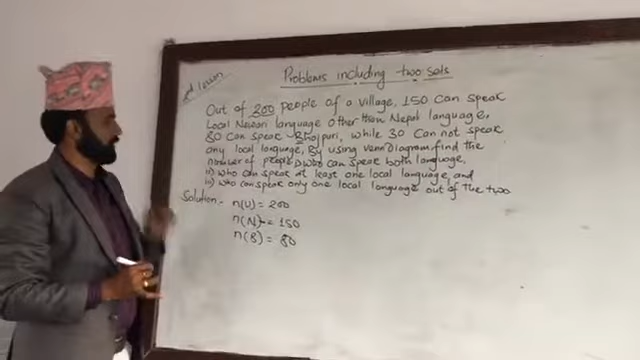 2nd lesson
Problems including two sets
Out of 200 people of a village, 150 can speak
Local Newari language Other than Nepal language,
80 can speak Bhojpuri, while 30 can not speak
any local language, By using venn diagram find the
number of people i) who can speak both language,
ii) who can speak at least one local language, and
iii) who can speak only one local language out of the two
Solution:- n(U) = 200
n(N) = 150
n(B) = 80